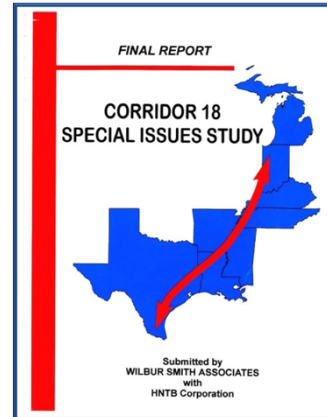 FINAL REPORT
CORRIDOR 18
SPECIAL ISSUES STUDY
Submitted by
WILBUR SMITH ASSOCIATES
with
HNTB Corporation